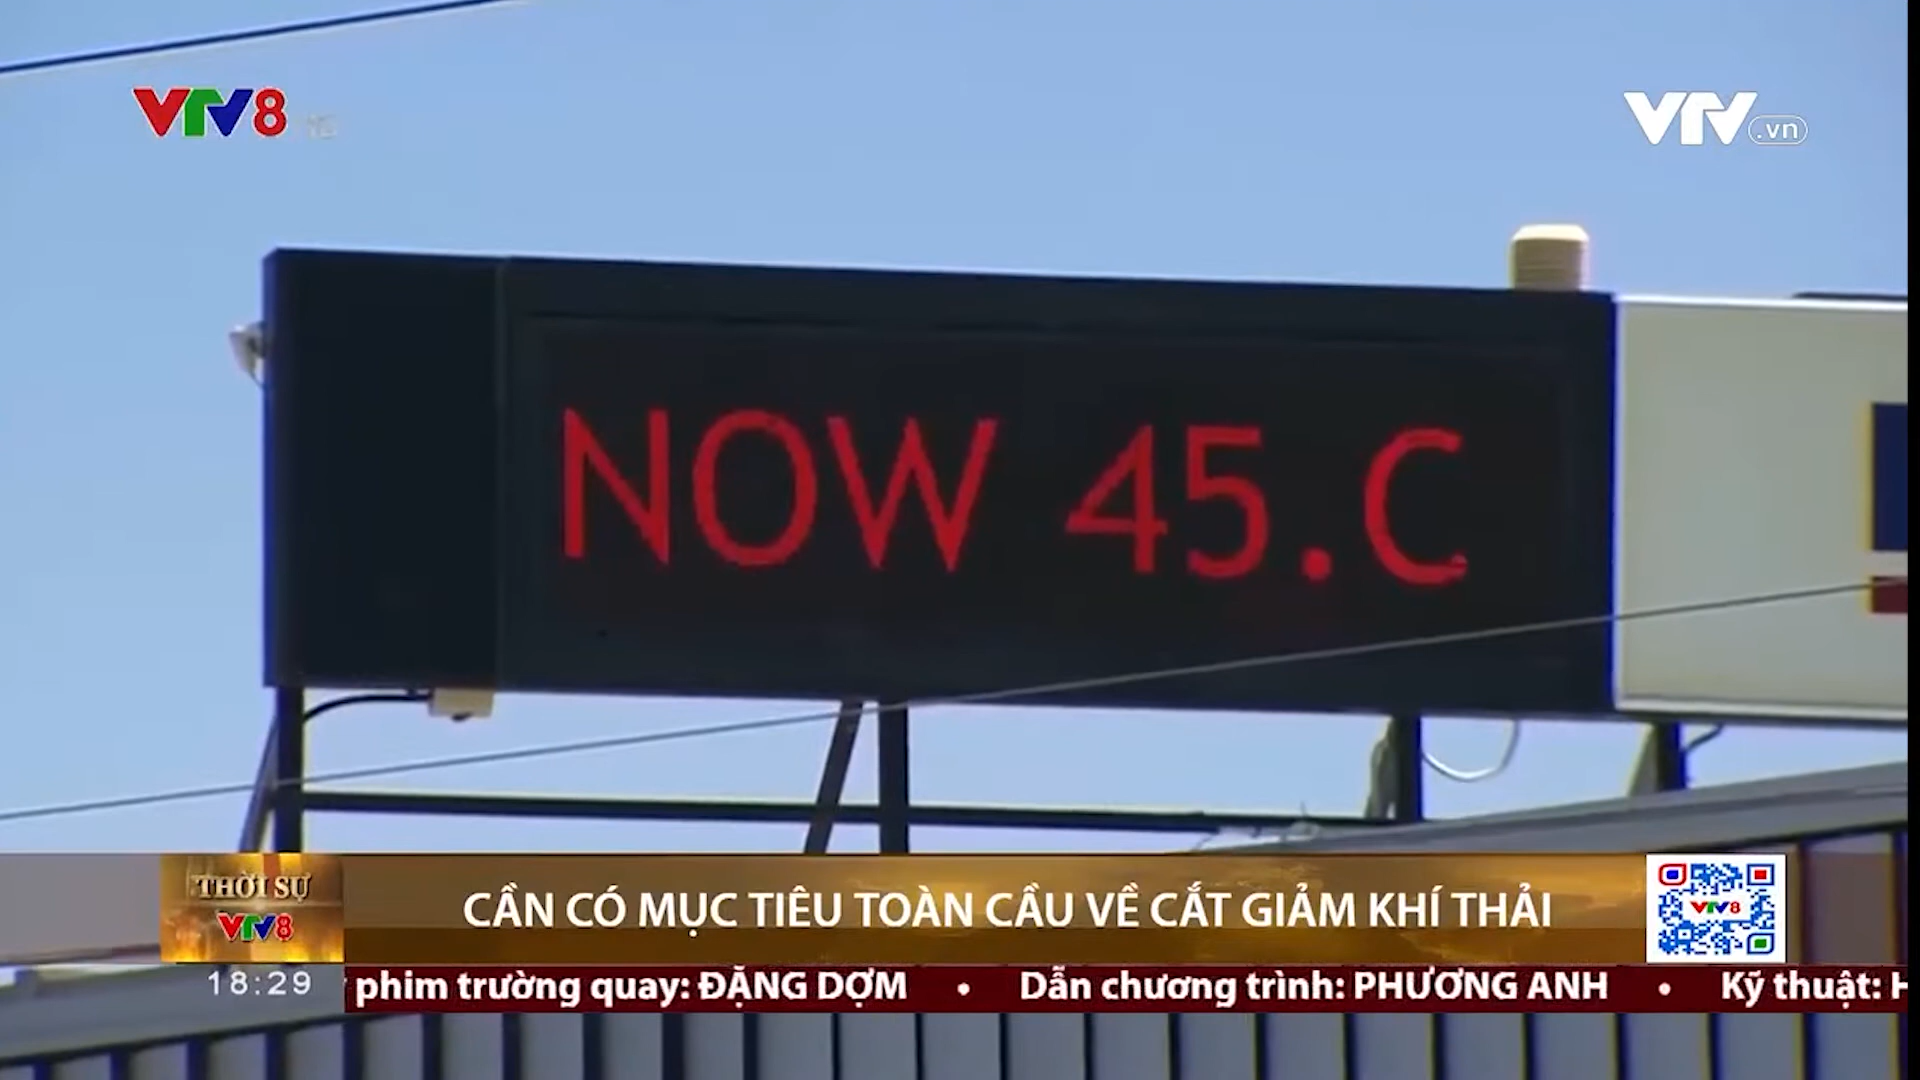 VTV8
VTV.vn
NOW 45.C
THỜI SỰ
VTV8
CẦN CÓ MỤC TIÊU TOÀN CẦU VỀ CẮT GIẢM KHÍ THẢI
VTV8
18:29
phim trường quay: ĐẶNG DỢM • Dẫn chương trình: PHƯƠNG ANH • Kỹ thuật: H